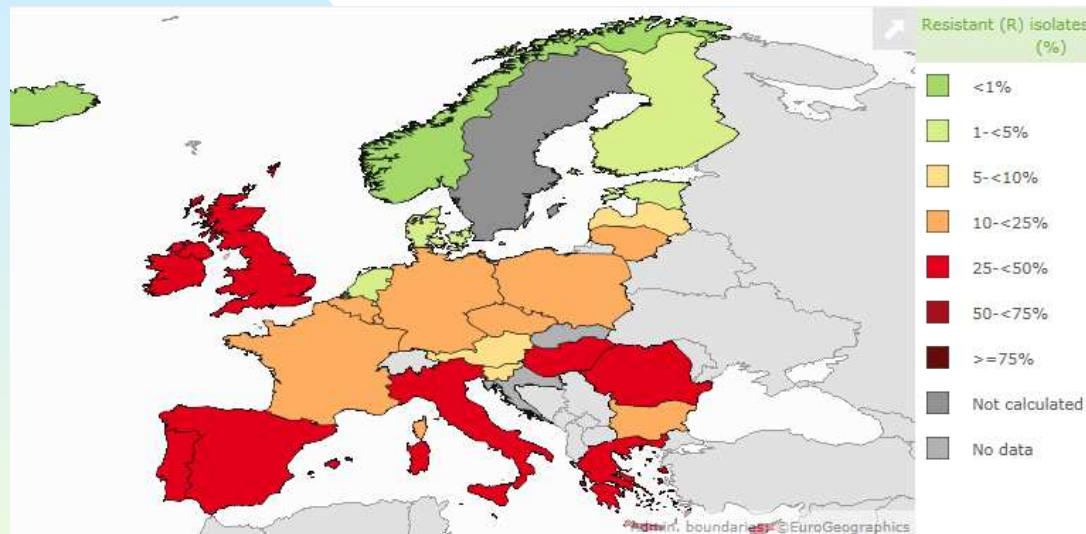 Resistant (R) isolates
(%)
<1%
1-<5%
5-<10%
10-<25%
25-<50%
50-<75%
>=75%
Not calculated
No data
Admin. boundaries: ©EuroGeographics